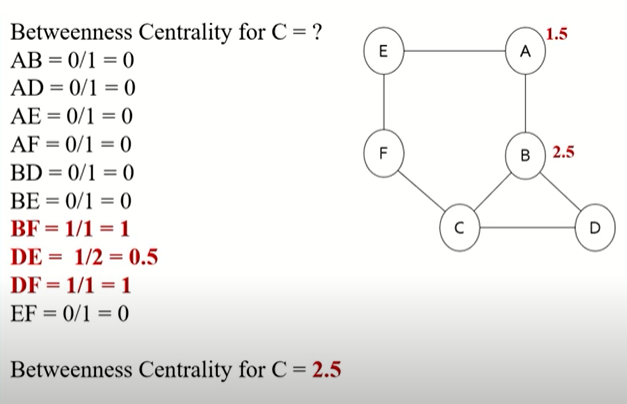 Betweenness Centrality for C = ?
AB = 0/1 = 0
AD = 0/1 = 0
AE = 0/1 = 0
AF = 0/1 = 0
BD = 0/1 = 0
BE = 0/1 = 0
BF = 1/1 = 1
DE = 1/2 = 0.5
DF = 1/1 = 1
EF = 0/1 = 0
Betweenness Centrality for C = 2.5
E
A
1.5
F
B
2.5
C
D